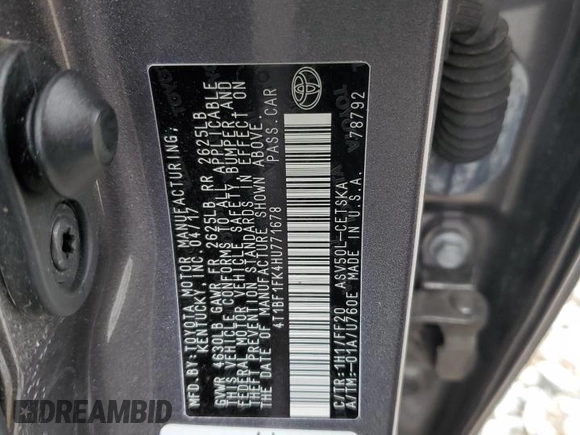 MFD.BY: TOYOTA MOTOR MANUFACTURING,
KENTUCKY, INC. 04/17
GVWR 4630LB GAWR FR 2625LB RR 2625LB
THIS VEHICLE CONFORMS TO ALL APPLICABLE
FEDERAL MOTOR VEHICLE SAFETY, BUMPER, AND
THEFT PREVENTION STANDARDS IN EFFECT ON
THE DATE OF MANUFACTURE SHOWN ABOVE.
4T1BF1FK4HU771678 PASS.CAR
TOYOTA
C/TR: 1H1/FF20 ASV50L-CETSKA
A/TM: -01A/U760E MADE IN U.S.A. 78792
DREAMBID